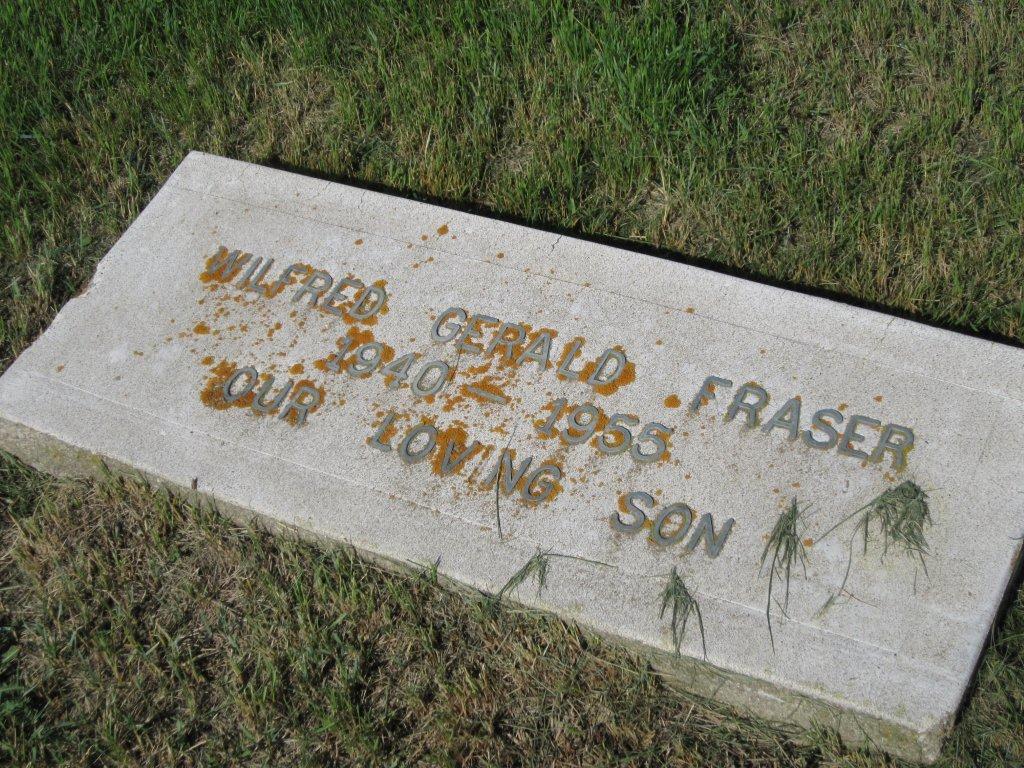 WILFRED GERALD FRASER
1940 — 1955
OUR LOVING SON